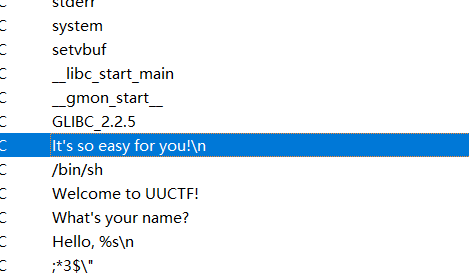 C stderr
C system
C setvbuf
C __libc_start_main
C __gmon_start__
C GLIBC_2.2.5
C It's so easy for you!\n
C /bin/sh
C Welcome to UUCTF!
C What's your name?
C Hello, %s\n
C ;*3$\"